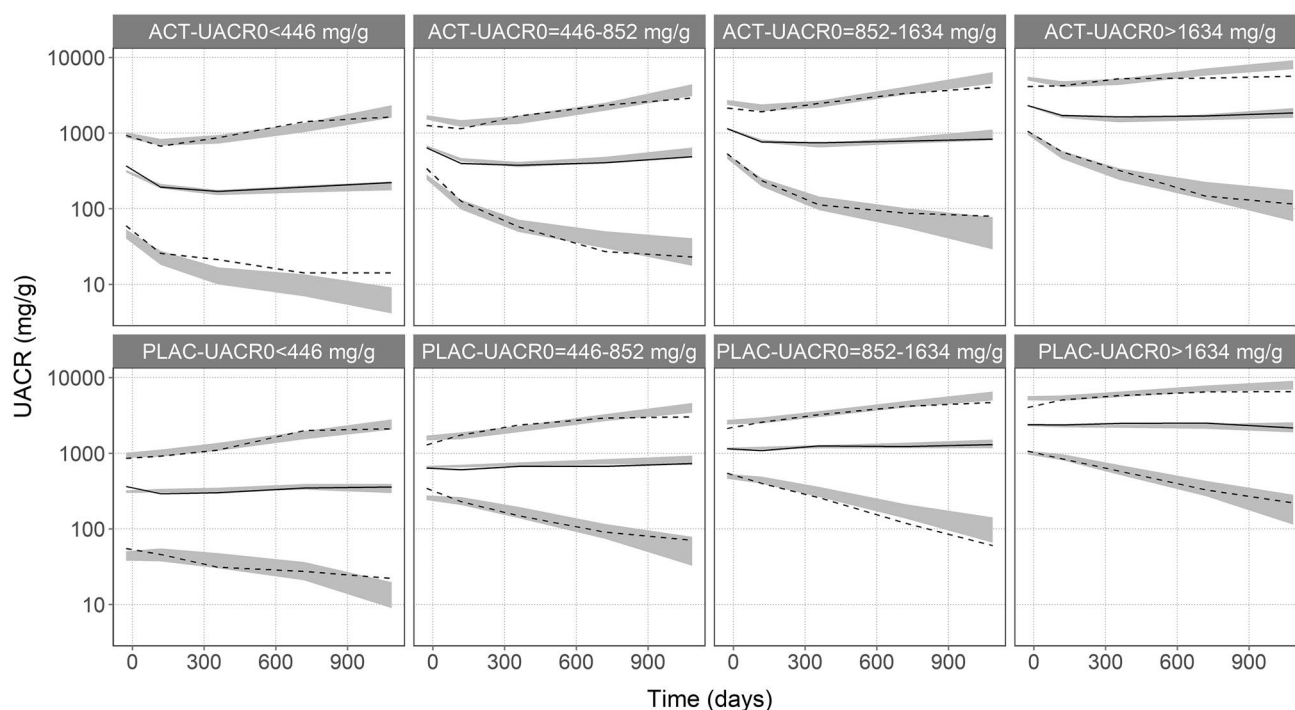 ACT-UACR0<446 mg/g
ACT-UACR0=446-852 mg/g
ACT-UACR0=852-1634 mg/g
ACT-UACR0>1634 mg/g
10000
1000
100
10
PLAC-UACR0<446 mg/g
PLAC-UACR0=446-852 mg/g
PLAC-UACR0=852-1634 mg/g
PLAC-UACR0>1634 mg/g
10000
1000
100
10
UACR (mg/g)
0 300 600 900
0 300 600 900
0 300 600 900
0 300 600 900
Time (days)